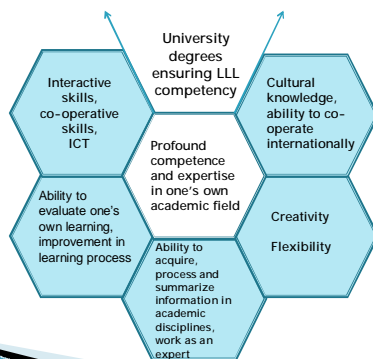 University
degrees
ensuring LLL
competency
Interactive
skills,
co-operative
skills,
ICT
Cultural
knowledge,
ability to co-
operate
internationally
Profound
competence
and expertise
in one's own
academic field
Ability to
evaluate one's
own learning,
improvement in
learning process
Creativity
Flexibility
Ability to
acquire,
process and
summarize
information in
academic
disciplines,
work as an
expert